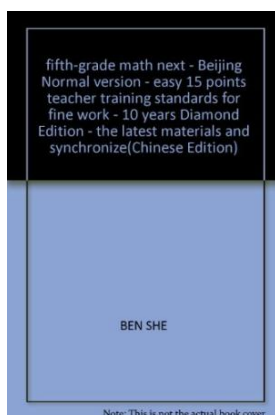 fifth-grade math next - Beijing
Normal version - easy 15 points
teacher training standards for
fine work - 10 years Diamond
Edition - the latest materials and
synchronize(Chinese Edition)
BEN SHE
Note: This is not the actual book cover